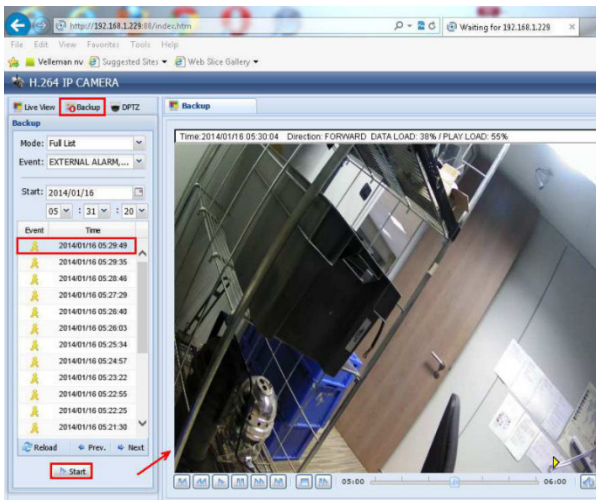 http://192.168.1.229:88/index.htm
Waiting for 192.168.1.229
File Edit View Favorites Tools Help
Velleman nv Suggested Sites Web Slice Gallery
H.264 IP CAMERA
Live View Backup DPTZ
Backup
Backup
Mode: Full List
Event: EXTERNAL ALARM,...
Start: 2014/01/16
05 : 31 : 20
Event Time
2014/01/16 05:29:49
2014/01/16 05:29:35
2014/01/16 05:28:46
2014/01/16 05:27:29
2014/01/16 05:26:40
2014/01/16 05:26:03
2014/01/16 05:25:34
2014/01/16 05:24:57
2014/01/16 05:23:22
2014/01/16 05:22:55
2014/01/16 05:22:25
2014/01/16 05:21:30
Reload Prev. Next
Start
Time:2014/01/16 05:30:04 Direction: FORWARD DATA LOAD: 38% / PLAY LOAD: 55%
05:00 06:00